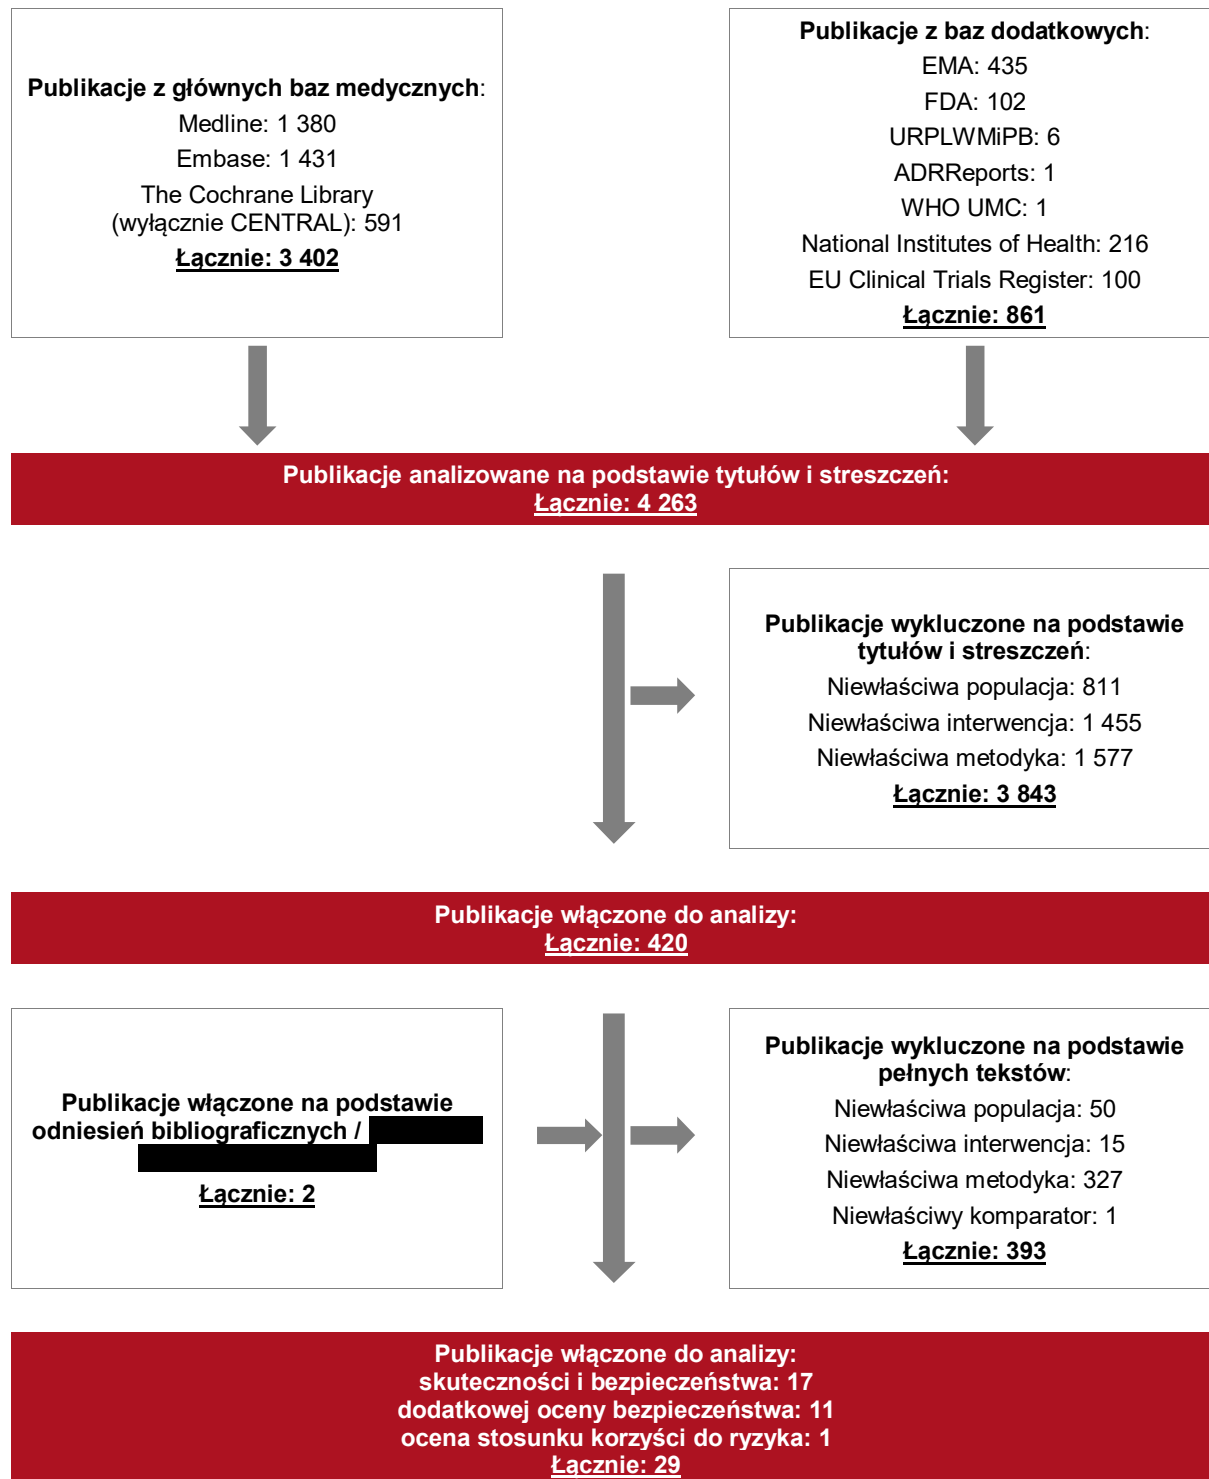 Publikacje z głównych baz medycznych:
Medline: 1 380
Embase: 1 431
The Cochrane Library
(wyłącznie CENTRAL): 591
Łącznie: 3 402
Publikacje z baz dodatkowych:
EMA: 435
FDA: 102
URPLWMiPB: 6
ADRReports: 1
WHO UMC: 1
National Institutes of Health: 216
EU Clinical Trials Register: 100
Łącznie: 861
Publikacje analizowane na podstawie tytułów i streszczeń:
Łącznie: 4 263
Publikacje wykluczone na podstawie
tytułów i streszczeń:
Niewłaściwa populacja: 811
Niewłaściwa interwencja: 1 455
Niewłaściwa metodyka: 1 577
Łącznie: 3 843
Publikacje włączone do analizy:
Łącznie: 420
Publikacje włączone na podstawie
odniesień bibliograficznych /
Łącznie: 2
Publikacje wykluczone na podstawie
pełnych tekstów:
Niewłaściwa populacja: 50
Niewłaściwa interwencja: 15
Niewłaściwa metodyka: 327
Niewłaściwy komparator: 1
Łącznie: 393
Publikacje włączone do analizy:
skuteczności i bezpieczeństwa: 17
dodatkowej oceny bezpieczeństwa: 11
ocena stosunku korzyści do ryzyka: 1
Łącznie: 29